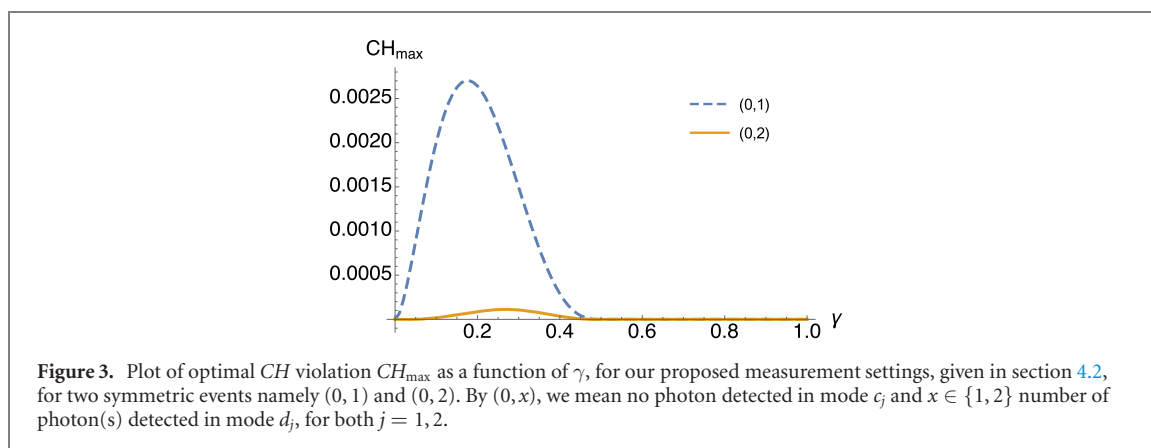 CHmax
0.0025
0.0020
0.0015
0.0010
0.0005
0.2 0.4 0.6 0.8 1.0 γ
(0,1)
(0,2)
Figure 3. Plot of optimal CH violation CHmax as a function of γ, for our proposed measurement settings, given in section 4.2,
for two symmetric events namely (0, 1) and (0, 2). By (0, x), we mean no photon detected in mode cj and x ∈ {1, 2} number of
photon(s) detected in mode dj, for both j = 1, 2.